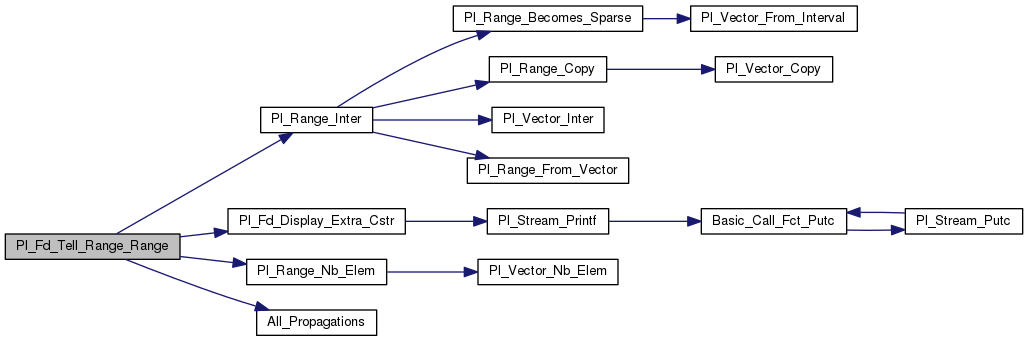 Pl_Range_Becomes_Sparse
Pl_Vector_From_Interval
Pl_Range_Copy
Pl_Vector_Copy
Pl_Range_Inter
Pl_Vector_Inter
Pl_Range_From_Vector
Pl_Fd_Display_Extra_Cstr
Pl_Stream_Printf
Basic_Call_Fct_Putc
Pl_Stream_Putc
Pl_Fd_Tell_Range_Range
Pl_Range_Nb_Elem
Pl_Vector_Nb_Elem
All_Propagations